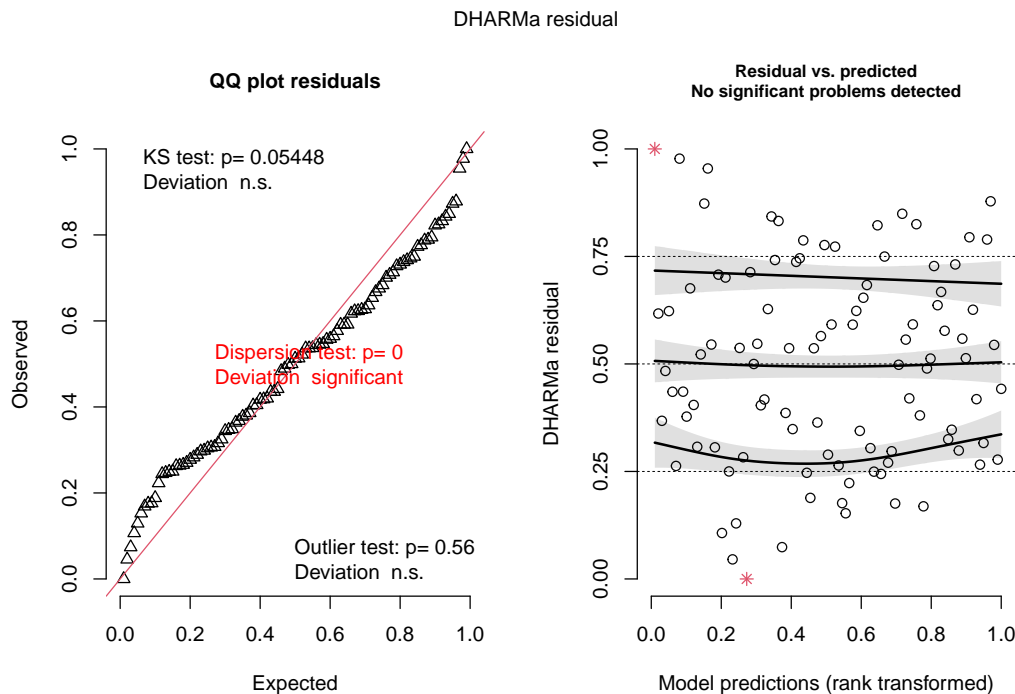 DHARMa residual
QQ plot residuals
KS test: p= 0.05448
Deviation  n.s.
Dispersion test: p= 0
Deviation  significant
Outlier test: p= 0.56
Deviation  n.s.
Observed
0.0 0.2 0.4 0.6 0.8 1.0
0.0 0.2 0.4 0.6 0.8 1.0
Expected
Residual vs. predicted
No significant problems detected
DHARMa residual
0.00 0.25 0.50 0.75 1.00
0.0 0.2 0.4 0.6 0.8 1.0
Model predictions (rank transformed)